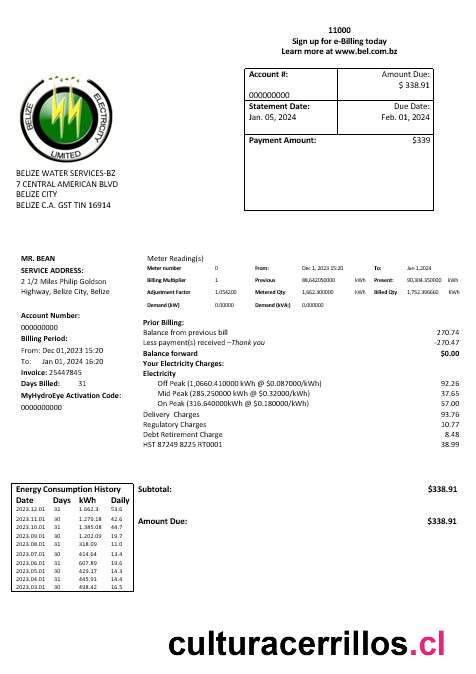 11000
Sign up for e-Billing today
Learn more at www.bel.com.bz
Account #: Amount Due:
$ 338.91
000000000
Statement Date: Due Date:
Jan. 05, 2024 Feb. 01, 2024
Payment Amount: $339
BELIZE ELECTRICITY
LIMITED
BELIZE WATER SERVICES-BZ
7 CENTRAL AMERICAN BLVD
BELIZE CITY
BELIZE C.A. GST TIN 16914
MR. BEAN
SERVICE ADDRESS:
2 1/2 Miles Philip Goldson
Highway, Belize City, Belize
Account Number:
000000000
Billing Period:
From: Dec 01,2023 15:20
To: Jan 01, 2024 16:20
Invoice: 25447845
Days Billed: 31
MyHydroEye Activation Code:
0000000000
Meter Reading(s)
Meter number 0 From: Dec 1, 2023 15:20 To: Jan 1,2024
Billing Multiplier 1 Previous 88,642050000 kWh Present: 90,304.350000 kWh
Adjustment Factor 1.054200 Metered Qty 1,662.300000 kWh Billed Qty 1,752.396660 kWh
Demand (kW) 0.00000 Demand (kVA:) 0,000000
Prior Billing:
Balance from previous bill 270.74
Less payment(s) received –Thank you -270.47
Balance forward $0.00
Your Electricity Charges:
Electricity
Off Peak (1,0660.410000 kWh @ $0.087000/kWh) 92.26
Mid Peak (285.250000 kWh @ $0.32000/kWh) 37.65
On Peak (316.640000kWh @ $0.180000/kWh) 57.00
Delivery Charges 93.76
Regulatory Charges 10.77
Debt Retirement Charge 8.48
HST 87249 8225 RT0001 38.99
Energy Consumption History
Date Days kWh Daily
2023.12.01 31 1.662.3 53.6
2023.11.01 30 1.279.18 42.6
2023.10.01 31 1.385.08 44.7
2023.09.01 30 1.202.09 19.7
2023.08.01 31 318.09 11.0
2023.07.01 30 414.64 13.4
2023.06.01 31 607.89 19.6
2023.05.01 30 429.17 14.3
2023.04.01 31 445.91 14.4
2023.03.01 30 498.42 16.5
Subtotal: $338.91
Amount Due: $338.91
culturacerrillos.cl